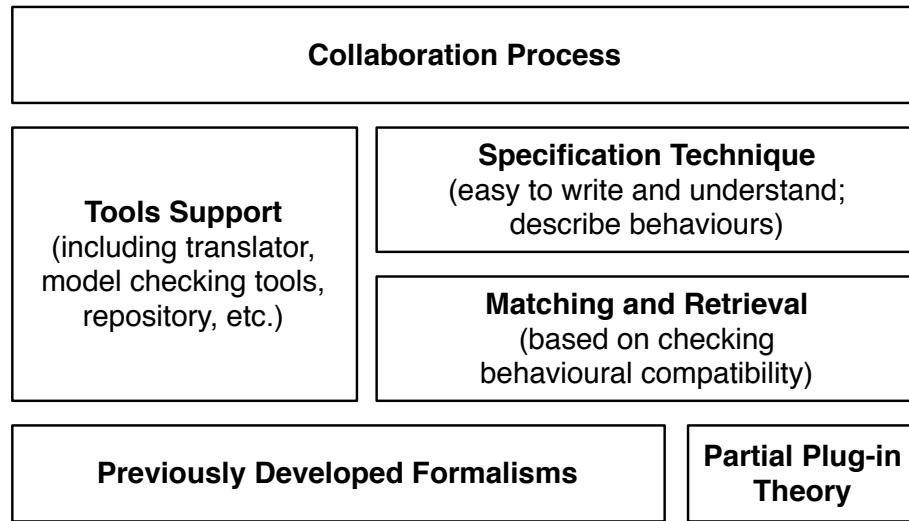 Collaboration Process
Tools Support
(including translator,
model checking tools,
repository, etc.)
Specification Technique
(easy to write and understand;
describe behaviours)
Matching and Retrieval
(based on checking
behavioural compatibility)
Previously Developed Formalisms
Partial Plug-in
Theory